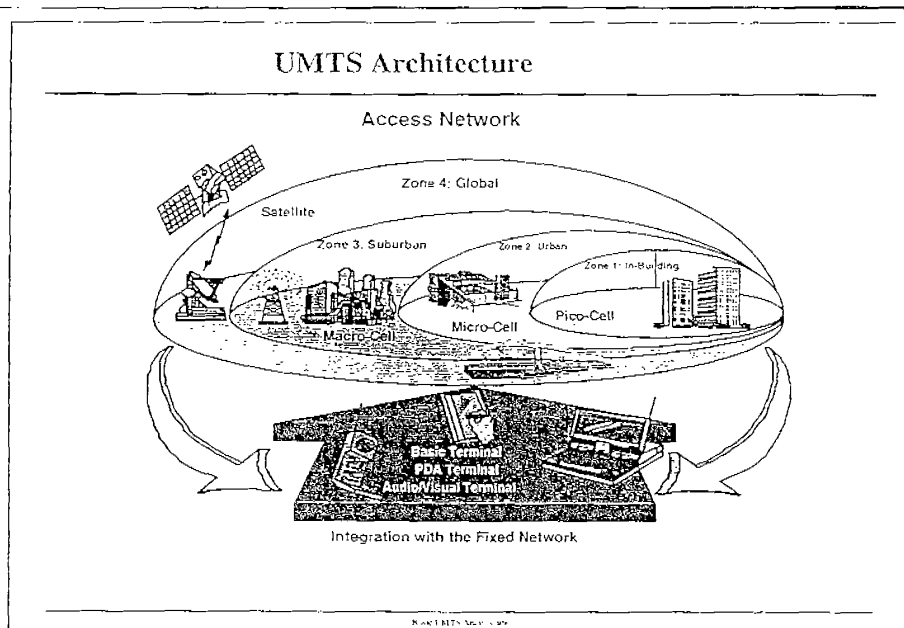 UMTS Architecture
Access Network
Zone 4: Global
Satellite
Zone 3: Suburban
Zone 2: Urban
Zone 1: In-Building
Macro-Cell
Micro-Cell
Pico-Cell
Basic Terminal
PDA Terminal
Audio/Visual Terminal
Integration with the Fixed Network